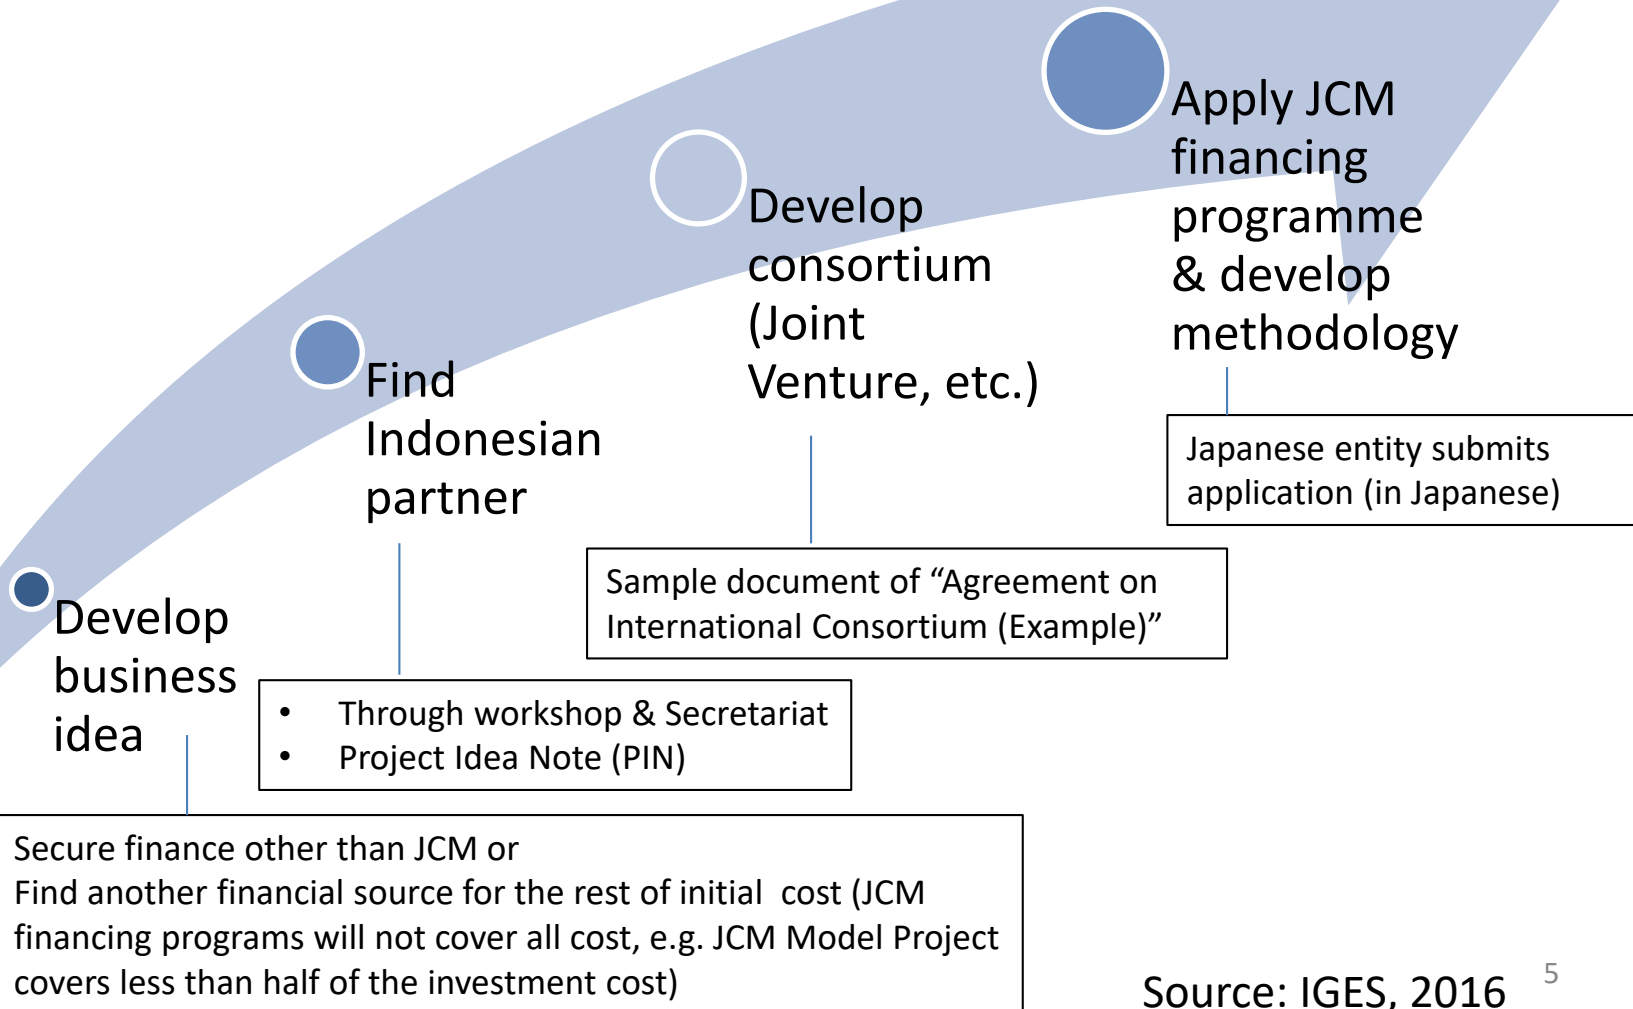 Develop
business
idea
Secure finance other than JCM or
Find another financial source for the rest of initial  cost (JCM
financing programs will not cover all cost, e.g. JCM Model Project
covers less than half of the investment cost)
Find
Indonesian
partner
• Through workshop & Secretariat
• Project Idea Note (PIN)
Develop
consortium
(Joint
Venture, etc.)
Sample document of “Agreement on
International Consortium (Example)”
Apply JCM
financing
programme
& develop
methodology
Japanese entity submits
application (in Japanese)
Source: IGES, 2016
5